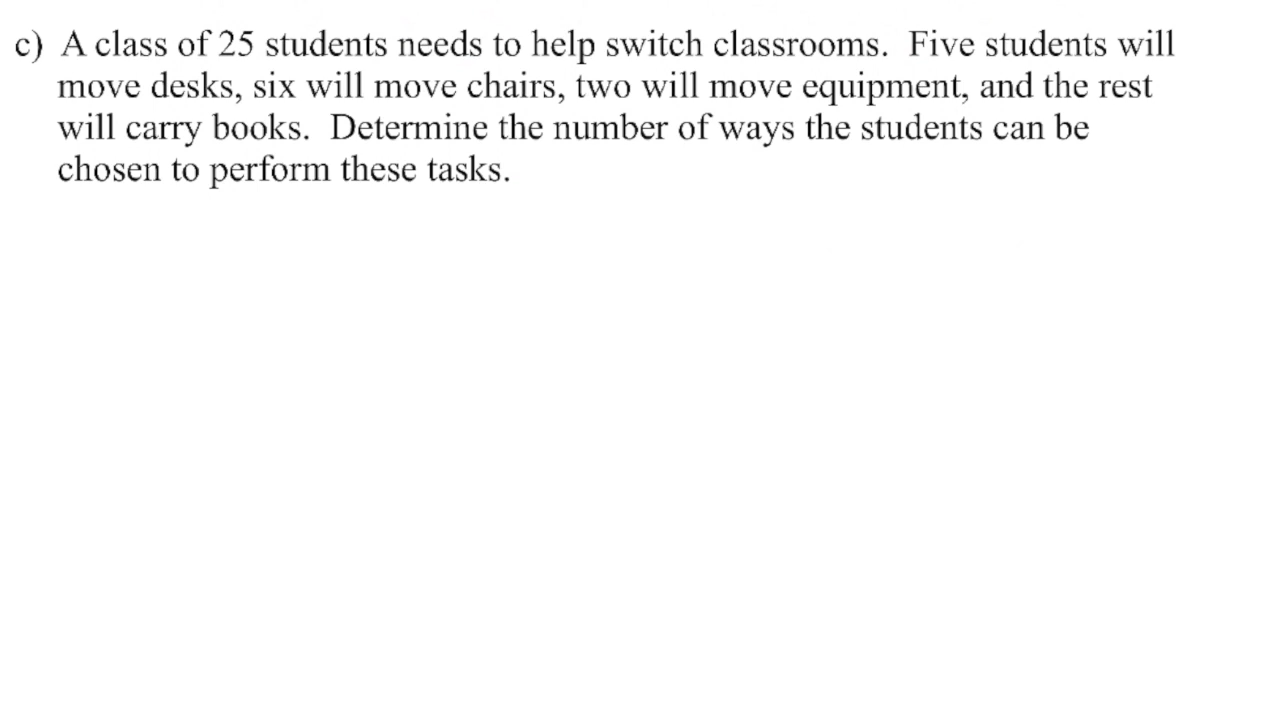 c) A class of 25 students needs to help switch classrooms. Five students will
move desks, six will move chairs, two will move equipment, and the rest
will carry books. Determine the number of ways the students can be
chosen to perform these tasks.